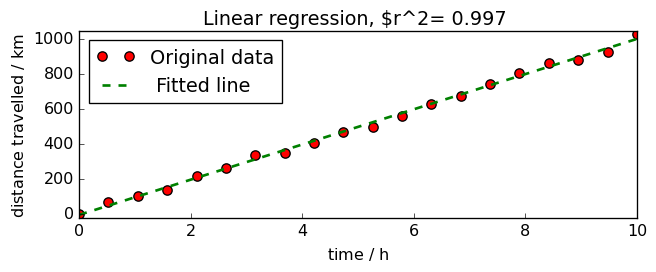 Linear regression, $r^2= 0.997
Original data
Fitted line
distance travelled / km
1000
800
600
400
200
0
0 2 4 6 8 10
time / h